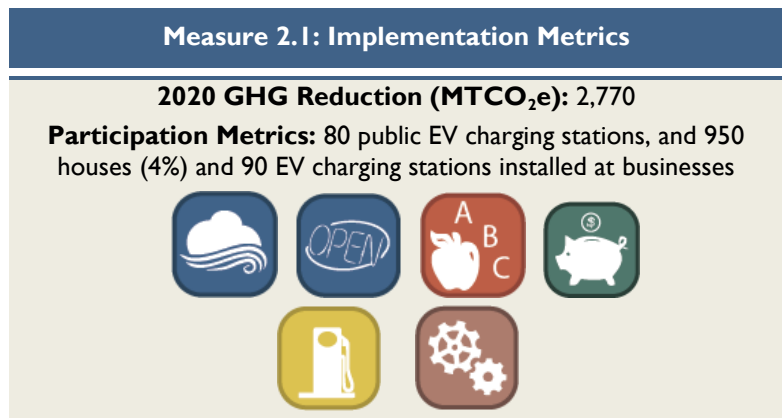 Measure 2.1: Implementation Metrics
2020 GHG Reduction (MTCO₂e): 2,770
Participation Metrics: 80 public EV charging stations, and 950
houses (4%) and 90 EV charging stations installed at businesses
OPEN
A
B
C
$